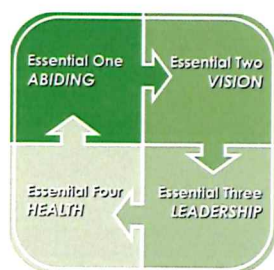 Essential One
ABIDING
Essential Two
VISION
Essential Four
HEALTH
Essential Three
LEADERSHIP